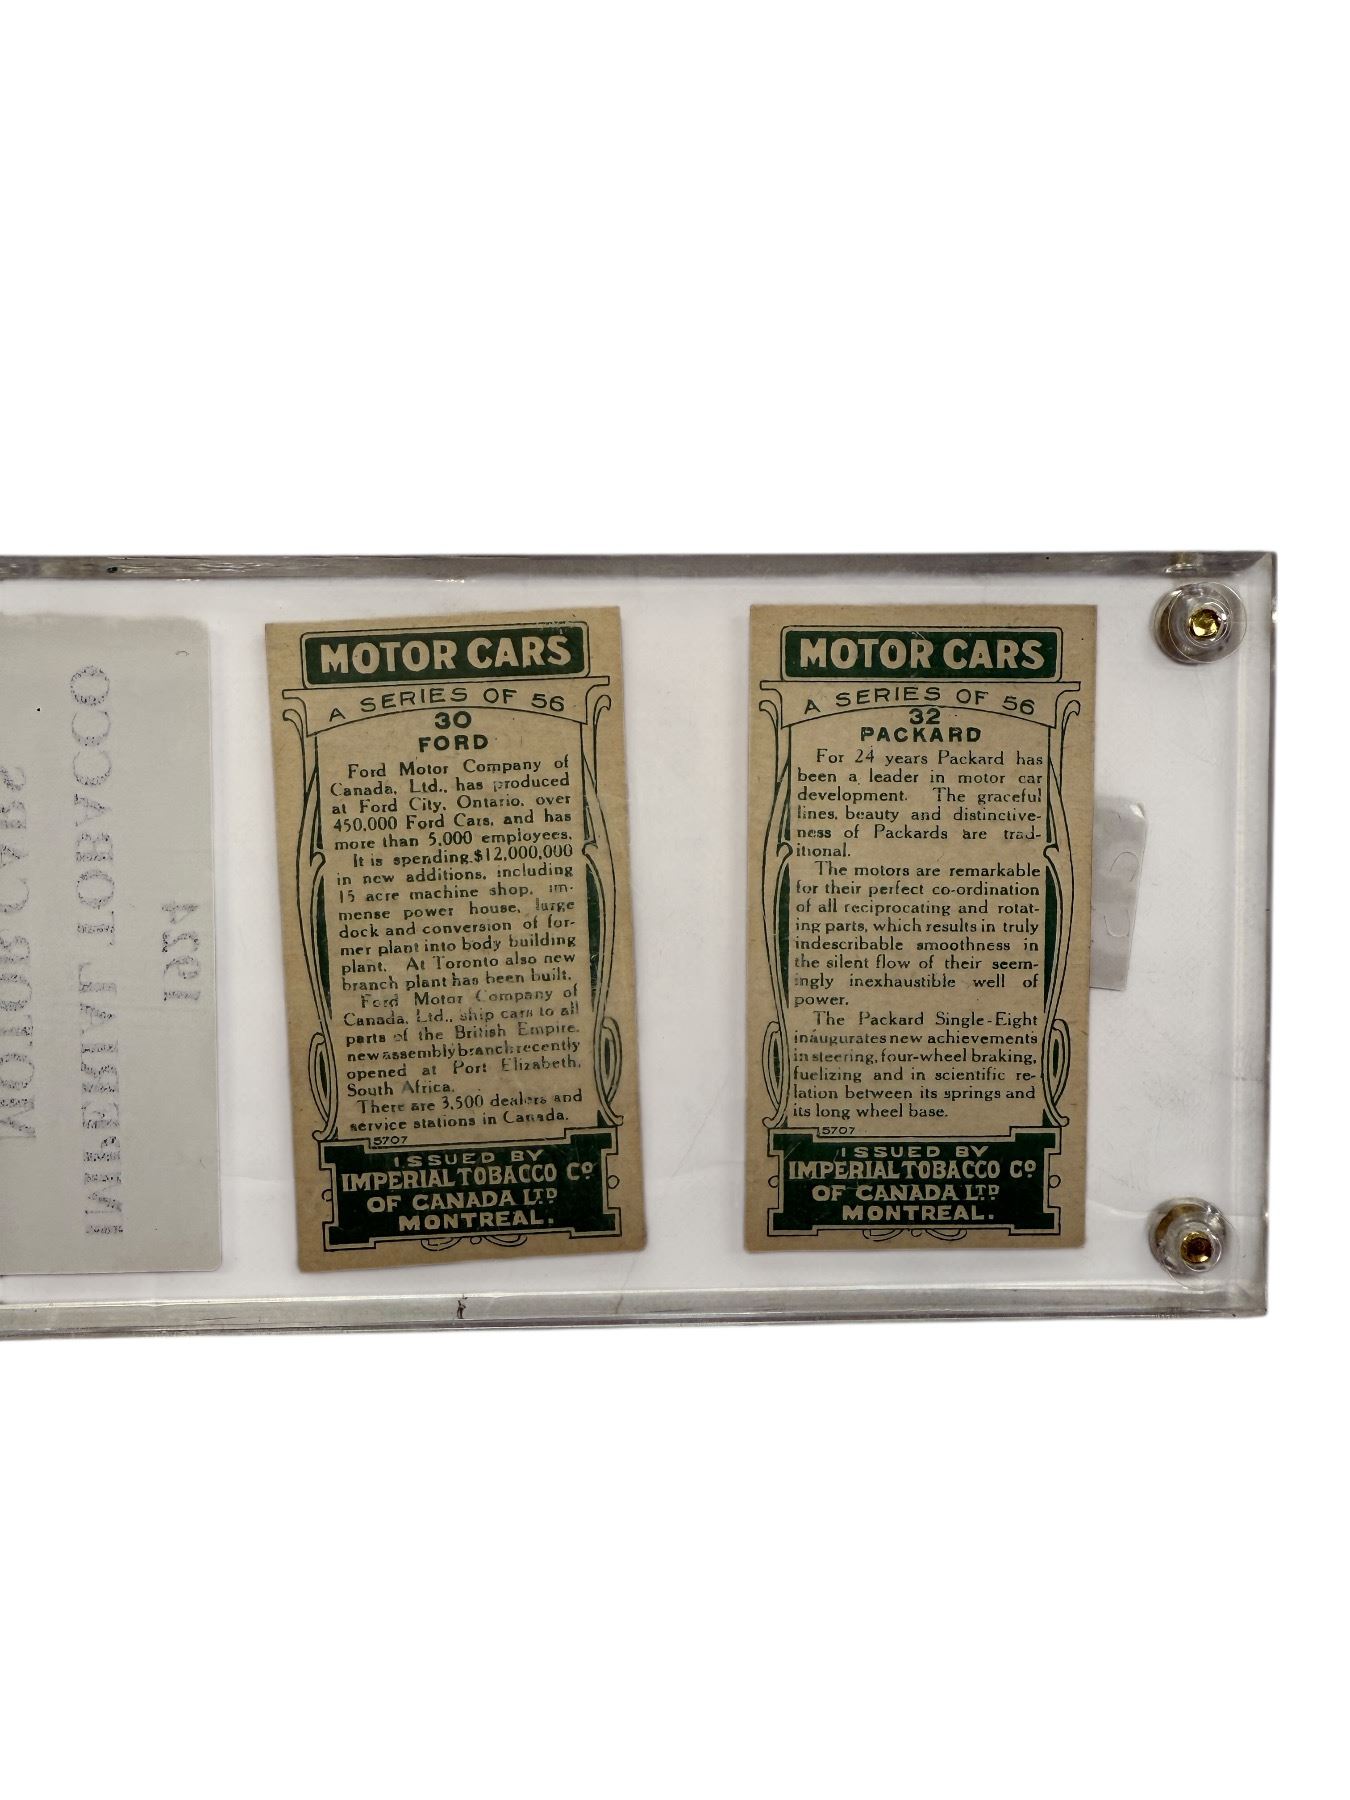 MOTOR CARS
IMPERIAL TOBACCO
1924
MOTOR CARS
A SERIES OF 56
30
FORD
Ford Motor Company of
Canada, Ltd., has produced
at Ford City, Ontario, over
450,000 Ford Cars, and has
more than 5,000 employees.
It is spending $12,000,000
in new additions, including
15 acre machine shop, im-
mense power house, large
dock and conversion of for-
mer plant into body building
plant. At Toronto also new
branch plant has been built.
Ford Motor Company of
Canada, Ltd., ship cars to all
parts of the British Empire,
new assembly branch recently
opened at Port Elizabeth,
South Africa.
There are 3,500 dealers and
service stations in Canada.
5707
ISSUED BY
IMPERIAL TOBACCO Co
OF CANADA LTD
MONTREAL.
MOTOR CARS
A SERIES OF 56
32
PACKARD
For 24 years Packard has
been a leader in motor car
development. The graceful
lines, beauty and distinctive-
ness of Packards are trad-
itional.
The motors are remarkable
for their perfect co-ordination
of all reciprocating and rotat-
ing parts, which results in truly
indescribable smoothness in
the silent flow of their seem-
ingly inexhaustible well of
power.
The Packard Single-Eight
inaugurates new achievements
in steering, four-wheel braking,
fuelizing and in scientific re-
lation between its springs and
its long wheel base.
5707
ISSUED BY
IMPERIAL TOBACCO Co
OF CANADA LTD
MONTREAL.